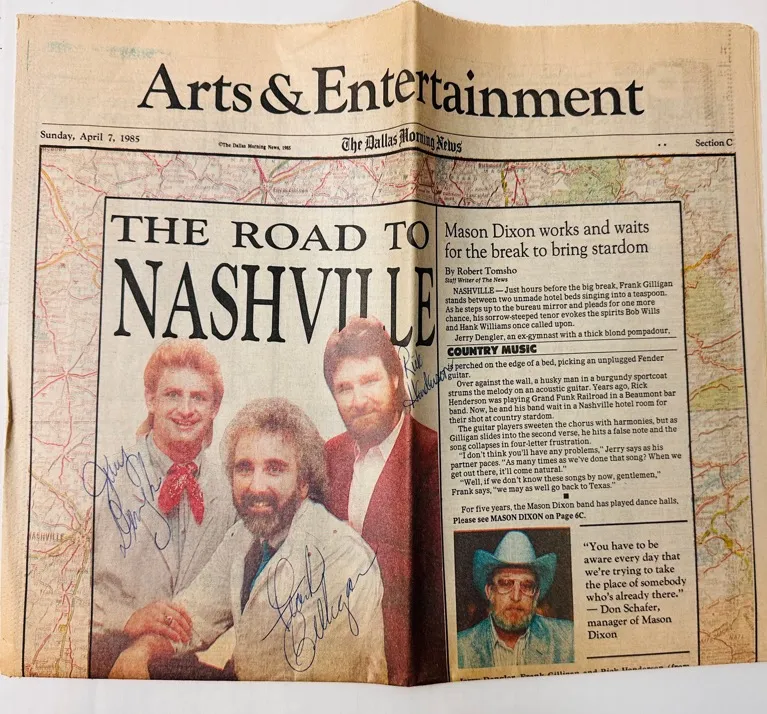 Arts & Entertainment
Sunday, April 7, 1985
©The Dallas Morning News, 1985
The Dallas Morning News
Section C
THE ROAD TO
NASHVILLE
Mason Dixon works and waits
for the break to bring stardom
By Robert Tomsho
Staff Writer of The News
NASHVILLE — Just hours before the big break, Frank Gilligan
stands between two unmade hotel beds singing into a teaspoon.
As he steps up to the bureau mirror and pleads for one more
chance, his sorrow-steeped tenor evokes the spirits Bob Wills
and Hank Williams once called upon.
Jerry Dengler, an ex-gymnast with a thick blond pompadour,
COUNTRY MUSIC
is perched on the edge of a bed, picking an unplugged Fender
guitar.
Over against the wall, a husky man in a burgundy sportcoat
strums the melody on an acoustic guitar. Years ago, Rick
Henderson was playing Grand Funk Railroad in a Beaumont bar
band. Now, he and his band wait in a Nashville hotel room for
their shot at country stardom.
The guitar players sweeten the chorus with harmonies, but as
Gilligan slides into the second verse, he hits a false note and the
song collapses in four-letter frustration.
"I don't think you'll have any problems," Jerry says as his
partner paces. "As many times as we've done that song? When we
get out there, it'll come natural."
"Well, if we don't know these songs by now, gentlemen,"
Frank says, "we may as well go back to Texas."
For five years, the Mason Dixon band has played dance halls,
Please see MASON DIXON on Page 6C.
Rick
Henderson
Jerry
Frank
Gilligan
"You have to be
aware every day that
we're trying to take
the place of somebody
who's already there."
— Don Schafer,
manager of Mason
Dixon
NASHVILLE
Jerry Dengler, Frank Gilligan and Rick Henderson (from